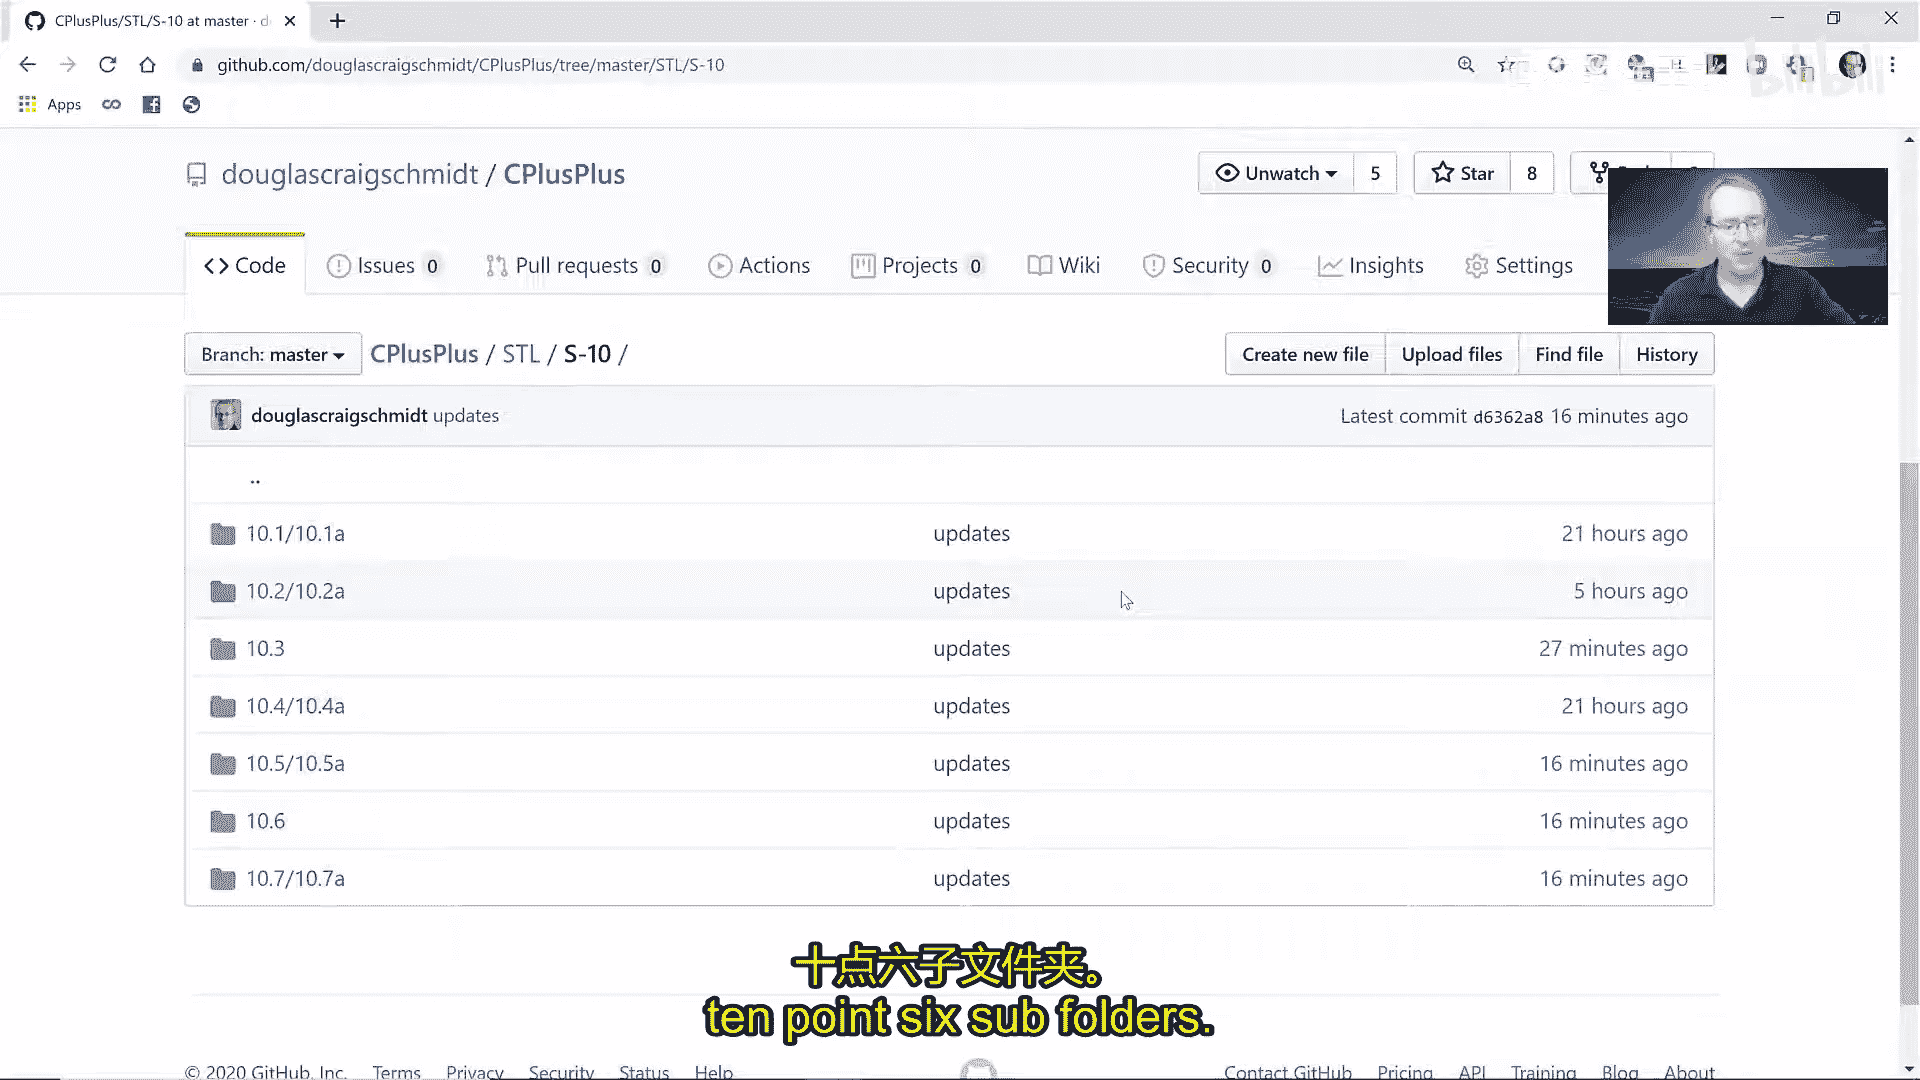 CPlusPlus/STL/S-10 at master · d
github.com/douglascraigschmidt/CPlusPlus/tree/master/STL/S-10
Apps
bilibili
douglascraigschmidt / CPlusPlus
Unwatch 5 Star 8
Code Issues 0 Pull requests 0 Actions Projects 0 Wiki Security 0 Insights Settings
Branch: master CPlusPlus / STL / S-10 / Create new file Upload files Find file History
douglascraigschmidt updates Latest commit d6362a8 16 minutes ago
..
10.1/10.1a updates 21 hours ago
10.2/10.2a updates 5 hours ago
10.3 updates 27 minutes ago
10.4/10.4a updates 21 hours ago
10.5/10.5a updates 16 minutes ago
10.6 updates 16 minutes ago
10.7/10.7a updates 16 minutes ago
十点六子文件夹。
ten point six sub folders.
© 2020 GitHub, Inc. Terms Privacy Security Status Help Contact GitHub Pricing API Training Blog About